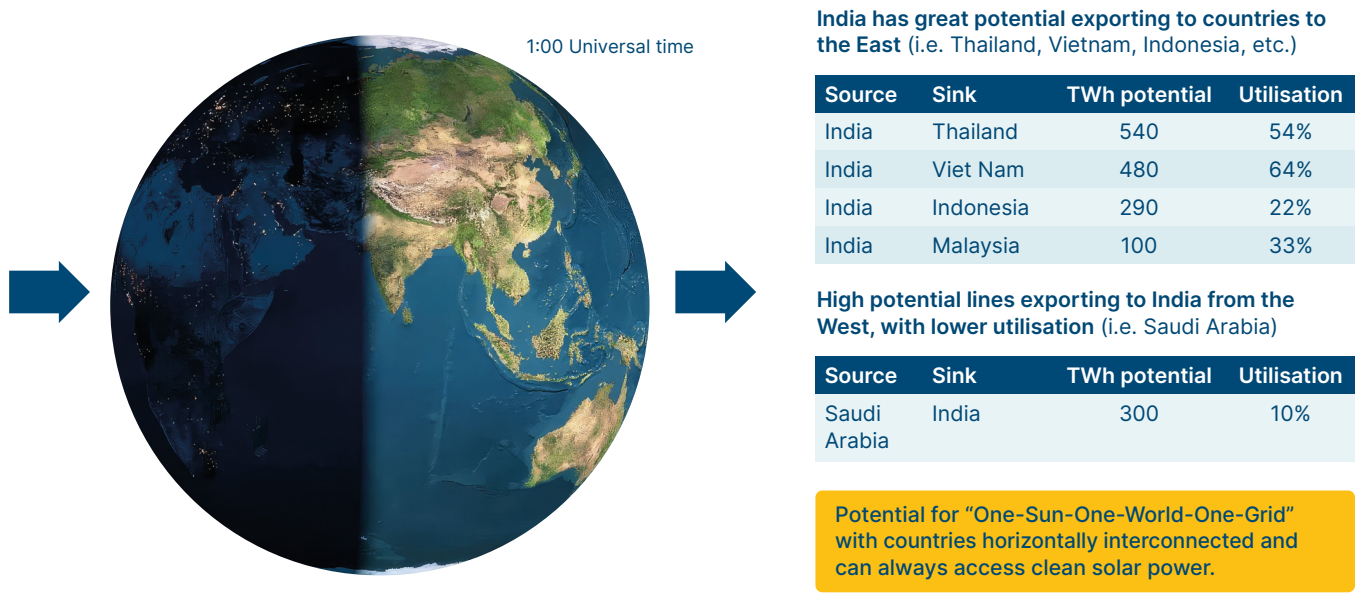 1:00 Universal time
India has great potential exporting to countries to
the East (i.e. Thailand, Vietnam, Indonesia, etc.)
Source Sink TWh potential Utilisation
India Thailand 540 54%
India Viet Nam 480 64%
India Indonesia 290 22%
India Malaysia 100 33%
High potential lines exporting to India from the
West, with lower utilisation (i.e. Saudi Arabia)
Source Sink TWh potential Utilisation
Saudi India 300 10%
Arabia
Potential for “One-Sun-One-World-One-Grid”
with countries horizontally interconnected and
can always access clean solar power.